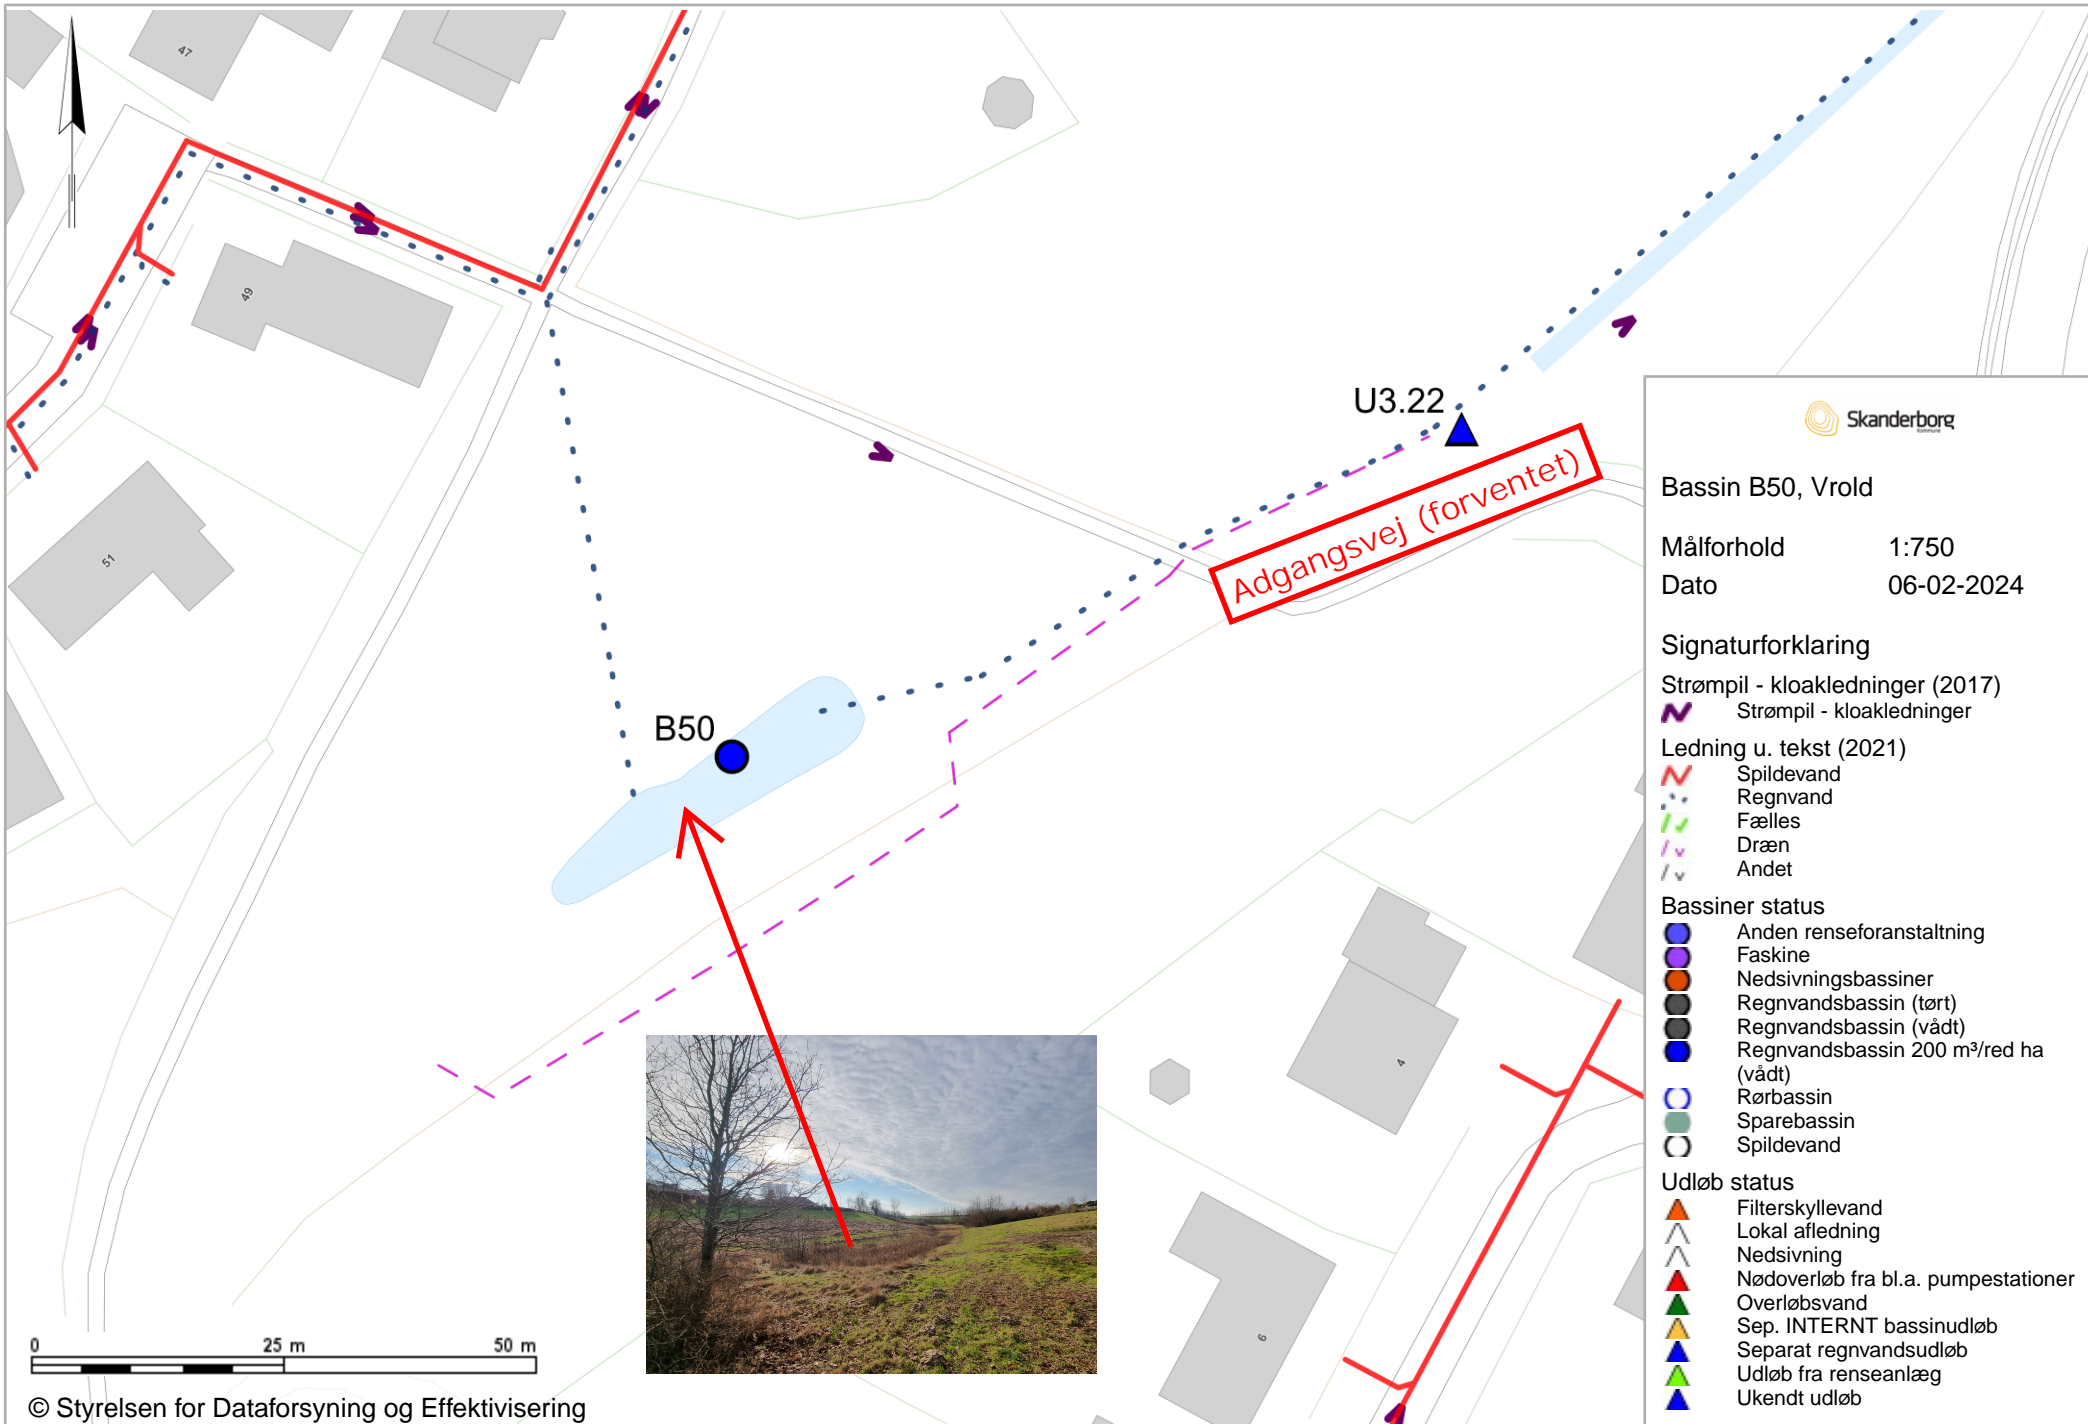 47
49
51
B50
U3.22
Adgangsvej (forventet)
4
6
0 25 m 50 m
© Styrelsen for Dataforsyning og Effektivisering
Skanderborg
Kommune
Bassin B50, Vrold
Målforhold 1:750
Dato 06-02-2024
Signaturforklaring
Strømpil - kloakledninger (2017)
Strømpil - kloakledninger
Ledning u. tekst (2021)
Spildevand
Regnvand
Fælles
Dræn
Andet
Bassiner status
Anden renseforanstaltning
Faskine
Nedsivningsbassiner
Regnvandsbassin (tørt)
Regnvandsbassin (vådt)
Regnvandsbassin 200 m³/red ha
(vådt)
Rørbassin
Sparebassin
Spildevand
Udløb status
Filterskyllevand
Lokal afledning
Nedsivning
Nødoverløb fra bl.a. pumpestationer
Overløbsvand
Sep. INTERNT bassinudløb
Separat regnvandsudløb
Udløb fra renseanlæg
Ukendt udløb